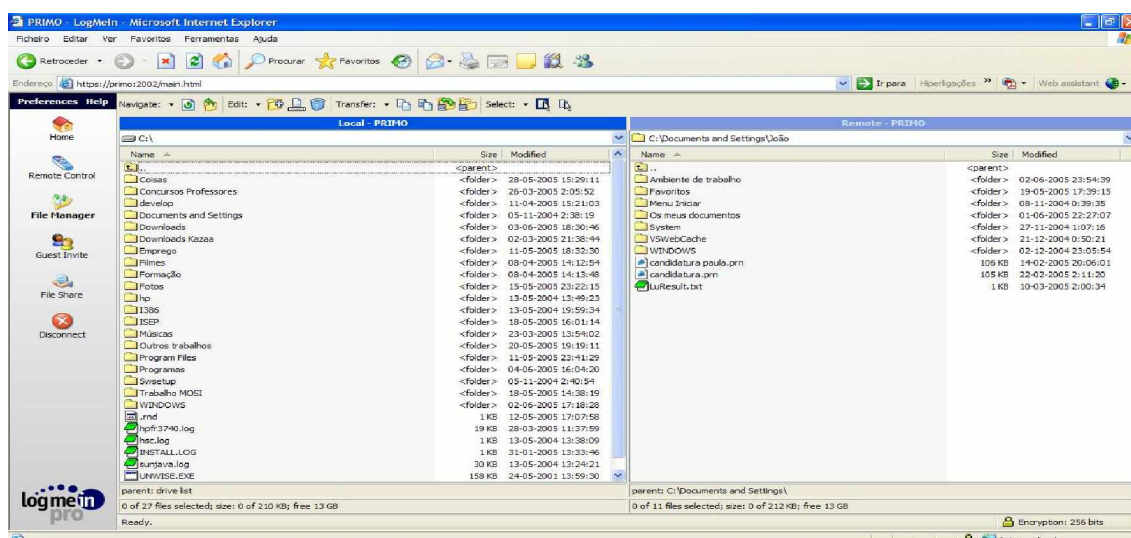 PRIMO - LogMeIn - Microsoft Internet Explorer
Ficheiro Editar Ver Favoritos Ferramentas Ajuda
Retroceder Procurar Favoritos
Endereço https://primo:2002/main.html Ir para Hiperligações » Web assistant
Preferences Help Navigate: Edit: Transfer: Select:
Home
Remote Control
File Manager
Guest Invite
File Share
Disconnect
logmein
pro
Local - PRIMO
C:\
Name Size Modified
.. <parent>
Coisas <folder> 28-05-2005 15:29:11
Concursos Professores <folder> 26-03-2005 2:05:52
develop <folder> 11-04-2005 15:21:03
Documents and Settings <folder> 05-11-2004 2:38:19
Downloads <folder> 03-06-2005 18:30:46
Downloads Kazaa <folder> 02-03-2005 21:38:44
Emprego <folder> 11-05-2005 18:32:30
Filmes <folder> 08-04-2005 14:12:54
Formação <folder> 08-04-2005 14:13:48
Fotos <folder> 15-05-2005 23:22:15
hp <folder> 13-05-2004 13:49:23
I386 <folder> 13-05-2004 19:59:34
ISEP <folder> 18-05-2005 16:01:14
Músicas <folder> 23-03-2005 13:54:02
Outros trabalhos <folder> 20-05-2005 19:19:11
Program Files <folder> 11-05-2005 23:41:29
Programas <folder> 04-06-2005 16:04:20
Swsetup <folder> 05-11-2004 2:40:54
Trabalho MOSI <folder> 18-05-2005 14:38:19
WINDOWS <folder> 02-06-2005 17:18:28
.rnd 1 KB 12-05-2005 17:07:58
hpfr3740.log 19 KB 28-03-2005 11:37:59
hsc.log 1 KB 13-05-2004 13:38:09
INSTALL.LOG 1 KB 31-01-2005 13:33:46
sunjava.log 30 KB 13-05-2004 13:24:21
UNWISE.EXE 158 KB 24-05-2001 13:59:30
parent: drive list
0 of 27 files selected; size: 0 of 210 KB; free 13 GB
Remote - PRIMO
C:\Documents and Settings\João
Name Size Modified
.. <parent>
Ambiente de trabalho <folder> 02-06-2005 23:54:39
Favoritos <folder> 19-05-2005 17:39:15
Menu Iniciar <folder> 08-11-2004 0:39:35
Os meus documentos <folder> 01-06-2005 22:27:07
System <folder> 27-11-2004 1:07:16
VSWebCache <folder> 21-12-2004 0:50:21
WINDOWS <folder> 02-12-2004 23:05:54
candidatura paula.prn 106 KB 14-02-2005 20:06:01
candidatura.prn 105 KB 22-02-2005 2:11:20
LuResult.txt 1 KB 10-03-2005 2:00:34
parent: C:\Documents and Settings\
0 of 11 files selected; size: 0 of 212 KB; free 13 GB
Ready. Encryption: 256 bits